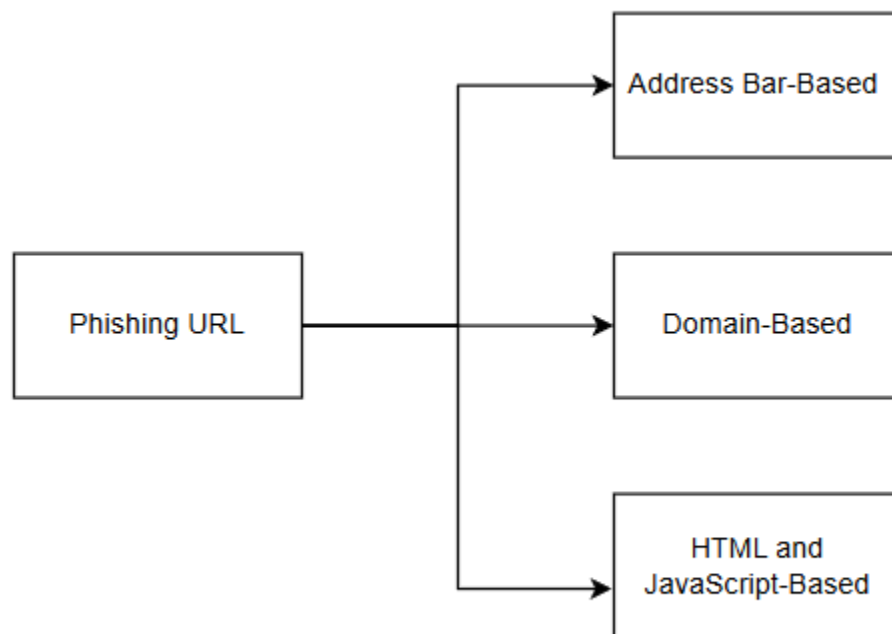 Address Bar-Based
Phishing URL
Domain-Based
HTML and
JavaScript-Based